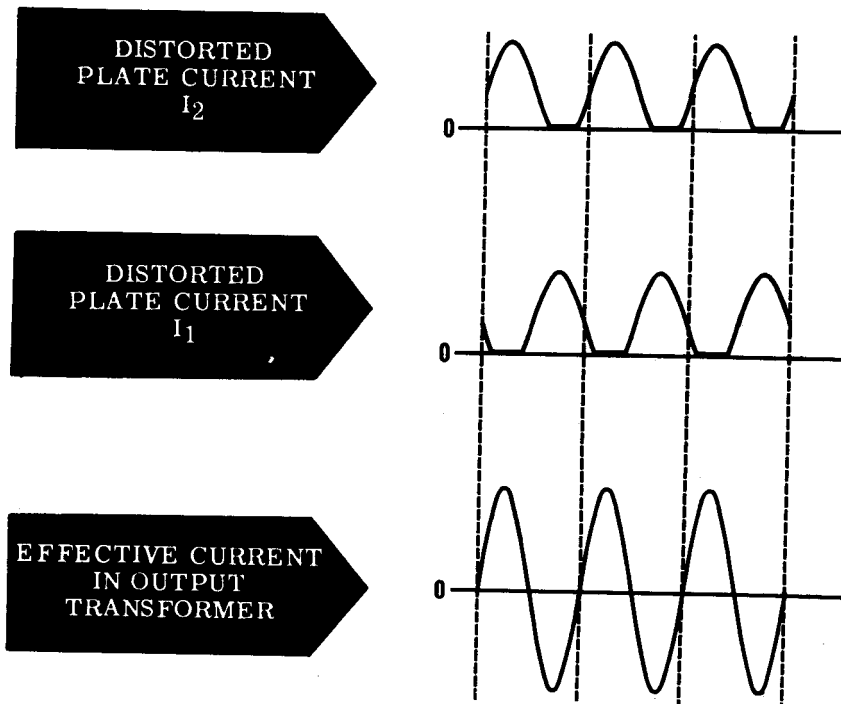 DISTORTED
PLATE CURRENT
I2
0
DISTORTED
PLATE CURRENT
I1
0
EFFECTIVE CURRENT
IN OUTPUT
TRANSFORMER
0